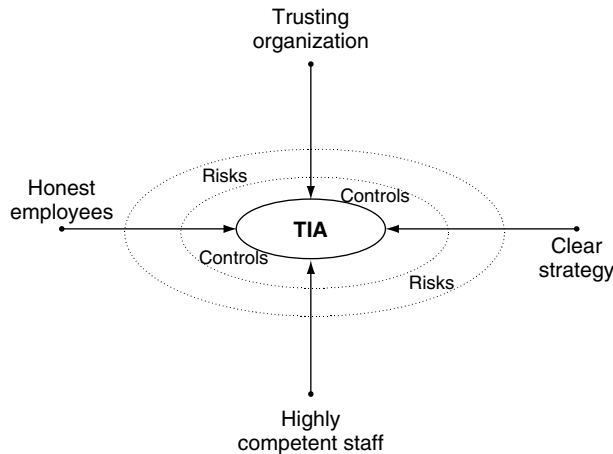 Trusting
organization
Risks
Controls
Honest
employees
TIA
Clear
strategy
Controls
Risks
Highly
competent staff